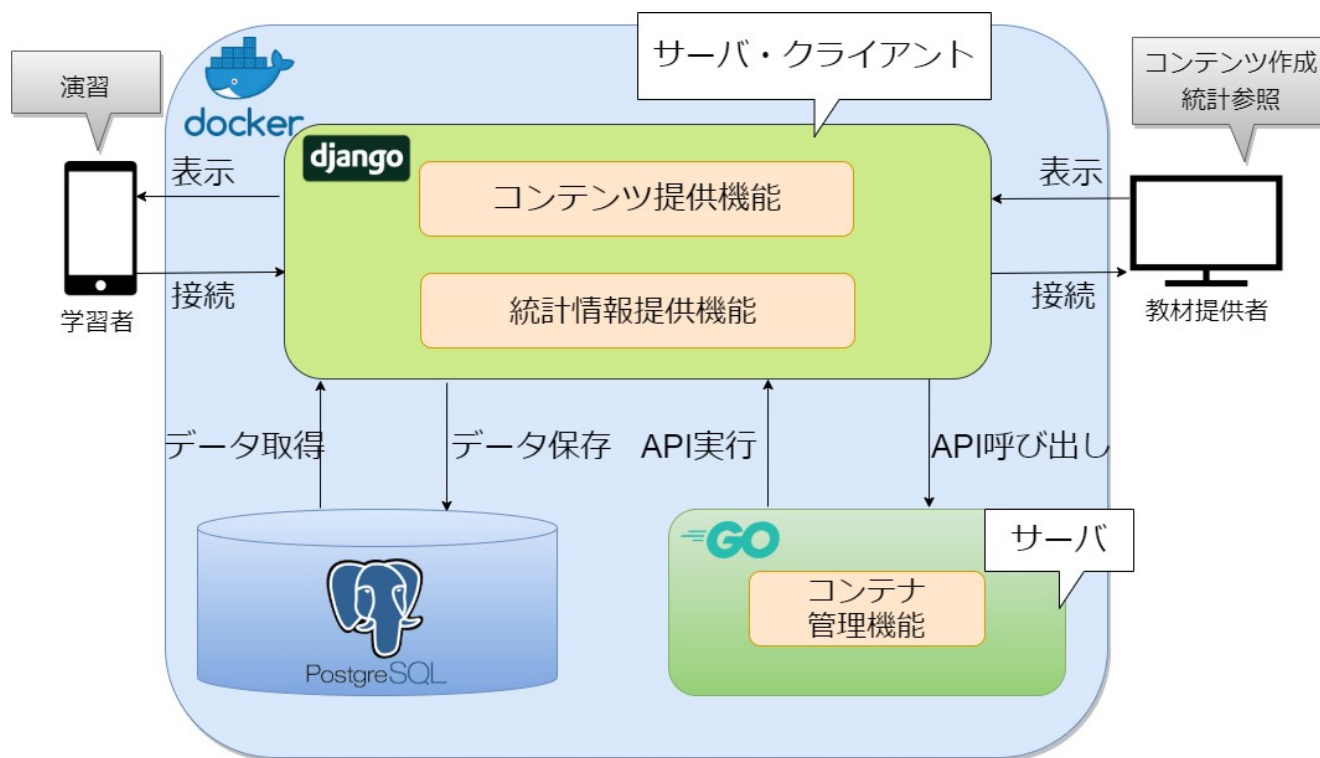 サーバ・クライアント
コンテンツ作成
統計参照
演習
docker
django
表示
コンテンツ提供機能
表示
接続
統計情報提供機能
接続
学習者
教材提供者
データ取得
データ保存
API実行
API呼び出し
GO
サーバ
コンテナ
管理機能
PostgreSQL